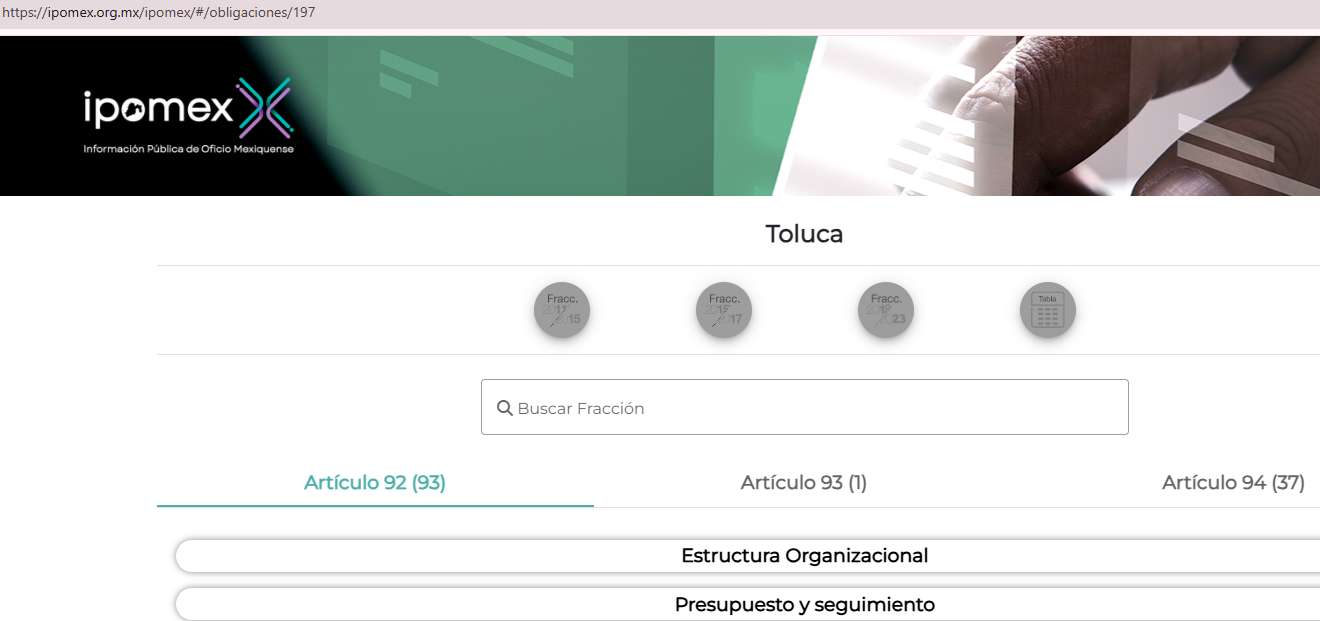 https://ipomex.org.mx/ipomex/#/obligaciones/197
ipomex
Información Pública de Oficio Mexiquense
Toluca
Fracc. Fracc. Fracc. Tabla
15 17 23
Buscar Fracción
Artículo 92 (93) Artículo 93 (1) Artículo 94 (37)
Estructura Organizacional
Presupuesto y seguimiento